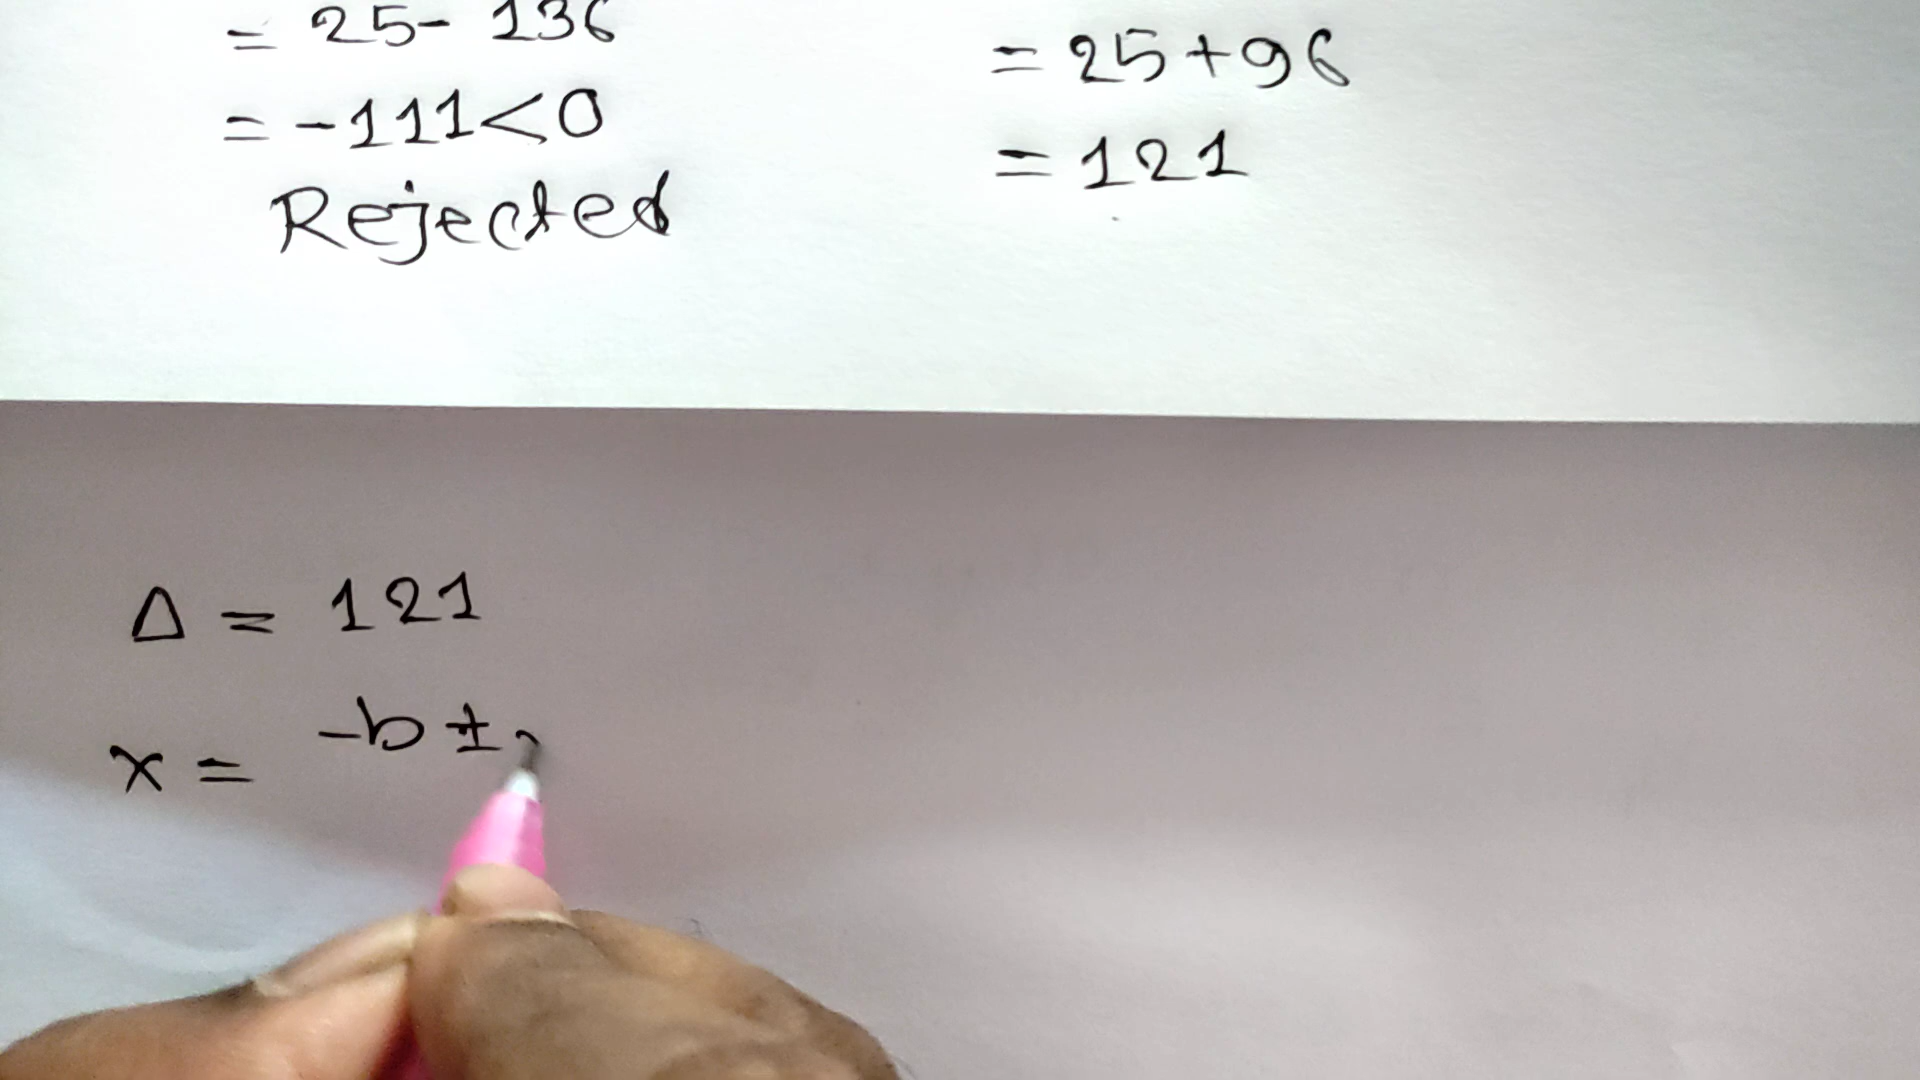 = 25- 136
= -111<0
Rejected
= 25+96
= 121
Δ = 121
x = -b ±